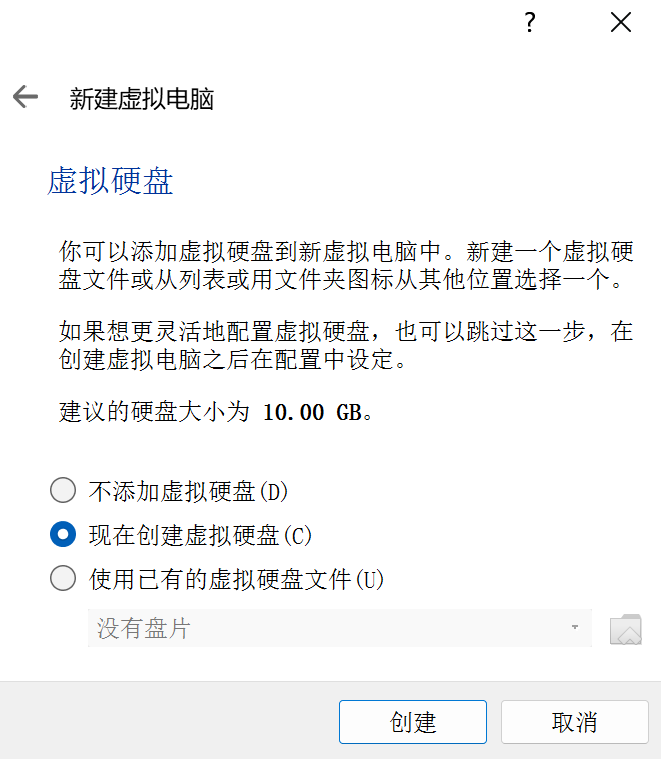 ?
新建虚拟电脑
虚拟硬盘
你可以添加虚拟硬盘到新虚拟电脑中。新建一个虚拟硬
盘文件或从列表或用文件夹图标从其他位置选择一个。
如果想更灵活地配置虚拟硬盘，也可以跳过这一步，在
创建虚拟电脑之后在配置中设定。
建议的硬盘大小为 10.00 GB。
不添加虚拟硬盘(D)
现在创建虚拟硬盘(C)
使用已有的虚拟硬盘文件(U)
没有盘片
创建
取消